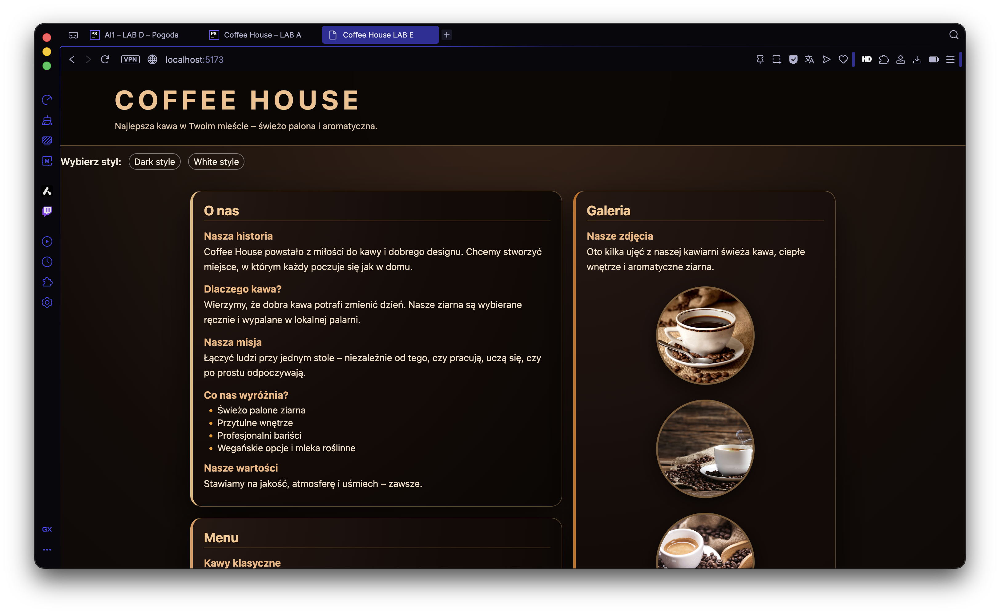 AI1 – LAB D – Pogoda
Coffee House – LAB A
Coffee House LAB E
VPN
localhost:5173
HD
COFFEE HOUSE
Najlepsza kawa w Twoim mieście – świeżo palona i aromatyczna.
Wybierz styl: Dark style White style
O nas
Nasza historia
Coffee House powstało z miłości do kawy i dobrego designu. Chcemy stworzyć
miejsce, w którym każdy poczuje się jak w domu.
Dlaczego kawa?
Wierzymy, że dobra kawa potrafi zmienić dzień. Nasze ziarna są wybierane
ręcznie i wypalane w lokalnej palarni.
Nasza misja
Łączyć ludzi przy jednym stole – niezależnie od tego, czy pracują, uczą się, czy
po prostu odpoczywają.
Co nas wyróżnia?
Świeżo palone ziarna
Przytulne wnętrze
Profesjonalni bariści
Wegańskie opcje i mleka roślinne
Nasze wartości
Stawiamy na jakość, atmosferę i uśmiech – zawsze.
Menu
Kawy klasyczne
Galeria
Nasze zdjęcia
Oto kilka ujęć z naszej kawiarni świeża kawa, ciepłe
wnętrze i aromatyczne ziarna.
PS
PS
M
GX